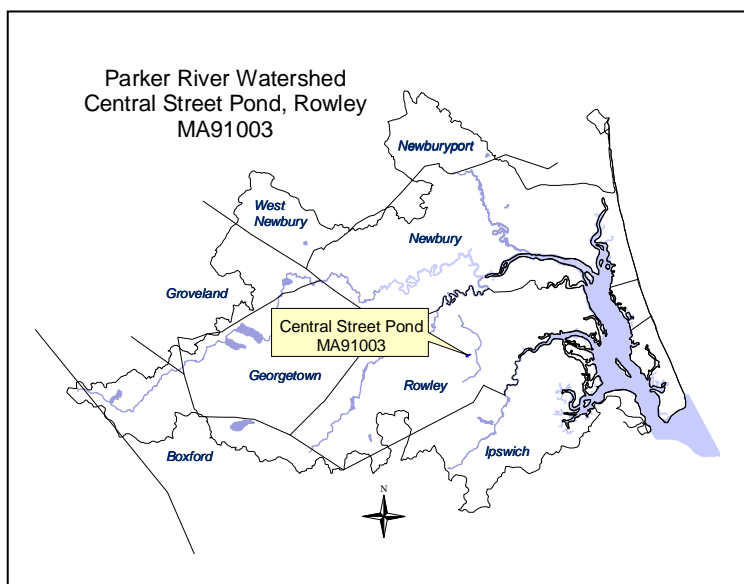 Parker River Watershed
Central Street Pond, Rowley
MA91003
Newburyport
West
Newbury
Newbury
Groveland
Central Street Pond
MA91003
Georgetown
Rowley
Boxford
Ipswich
N